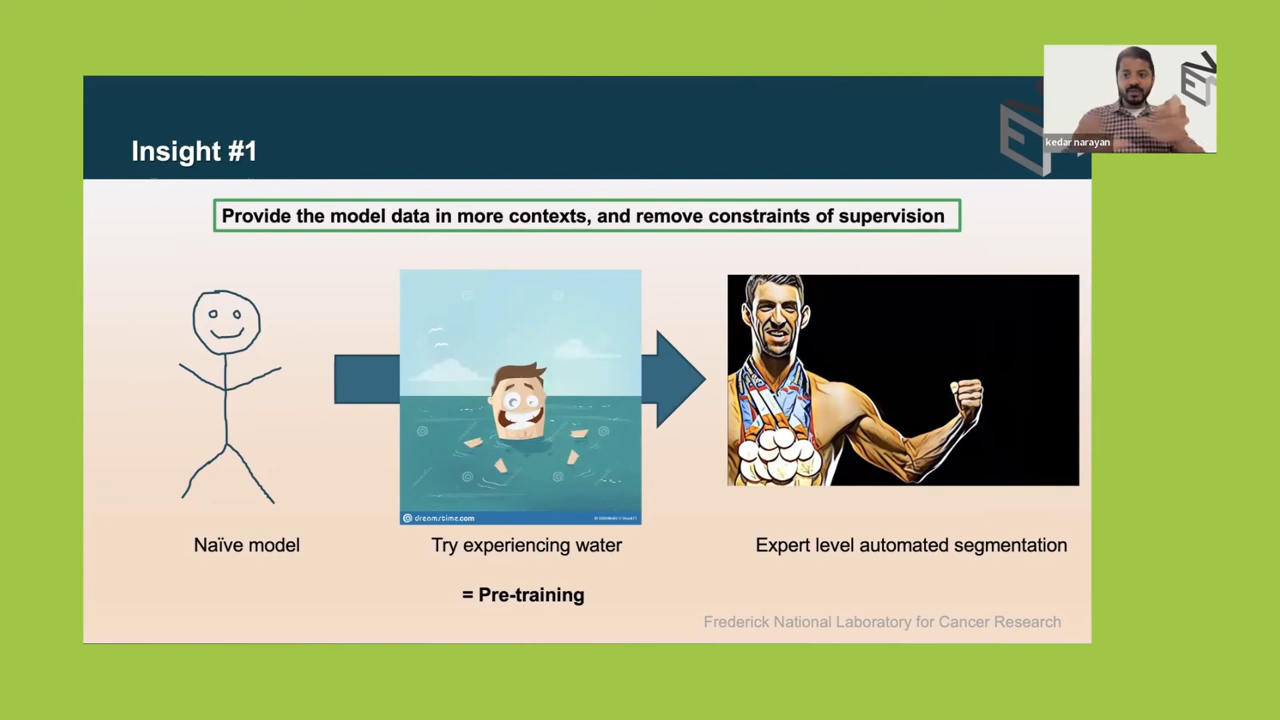 Insight #1
kedar narayan
Provide the model data in more contexts, and remove constraints of supervision
dreamstime.com
Naïve model
Try experiencing water
Expert level automated segmentation
= Pre-training
Frederick National Laboratory for Cancer Research